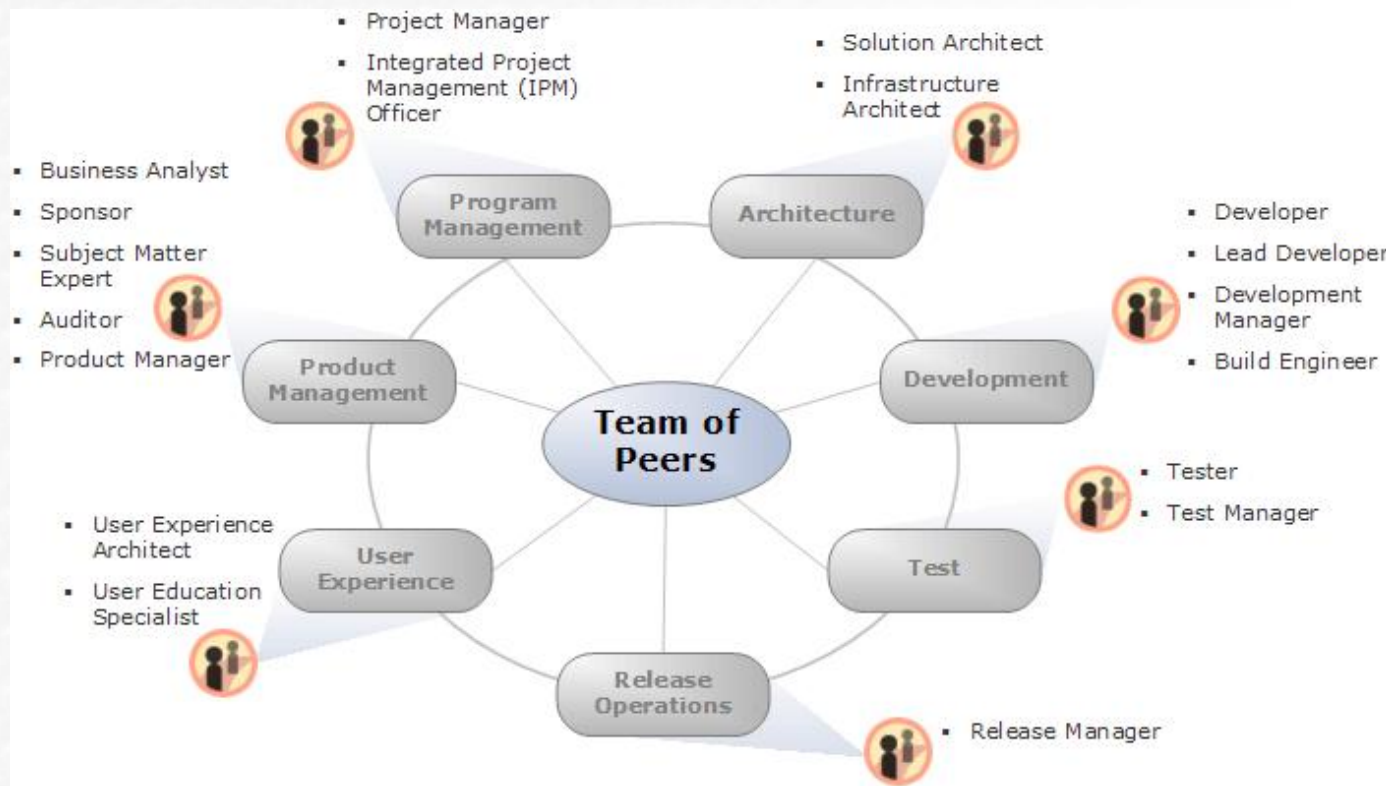 ▪ Project Manager
▪ Integrated Project
Management (IPM)
Officer
▪ Solution Architect
▪ Infrastructure
Architect
▪ Business Analyst
▪ Sponsor
▪ Subject Matter
Expert
▪ Auditor
▪ Product Manager
Program
Management
Architecture
▪ Developer
▪ Lead Developer
▪ Development
Manager
▪ Build Engineer
Product
Management
Development
Team of
Peers
▪ Tester
▪ Test Manager
▪ User Experience
Architect
▪ User Education
Specialist
User
Experience
Test
Release
Operations
▪ Release Manager